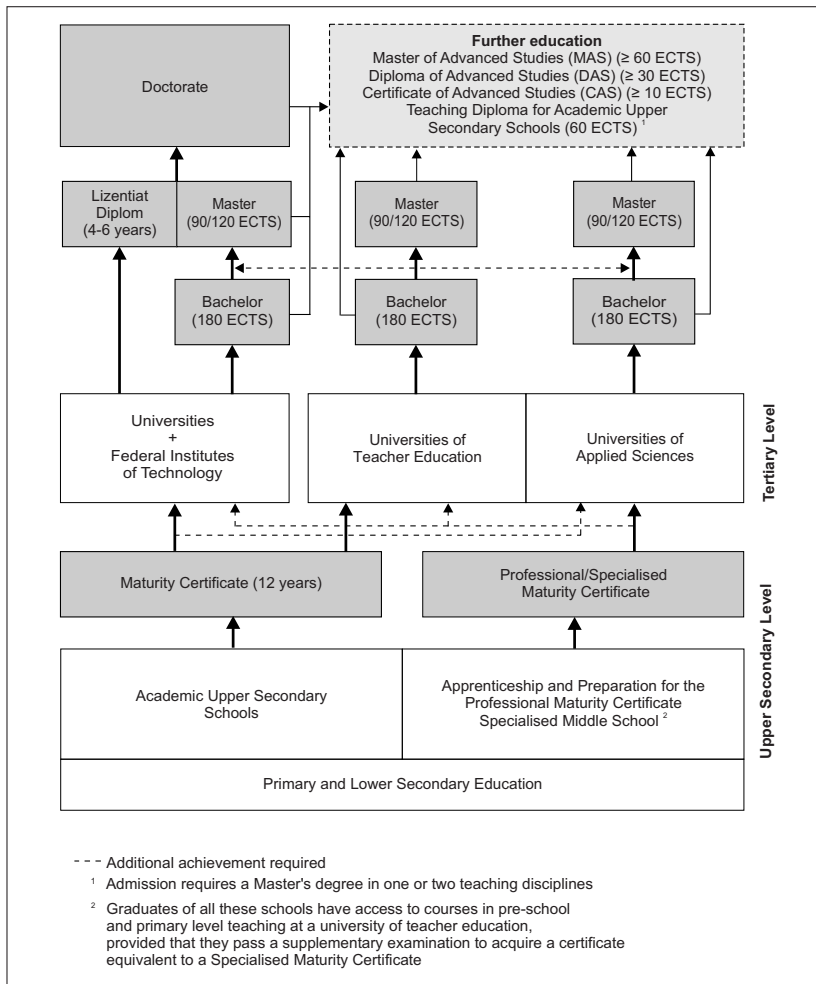 Doctorate
Further education
Master of Advanced Studies (MAS) (≥ 60 ECTS)
Diploma of Advanced Studies (DAS) (≥ 30 ECTS)
Certificate of Advanced Studies (CAS) (≥ 10 ECTS)
Teaching Diploma for Academic Upper
Secondary Schools (60 ECTS) ¹
Lizentiat
Diplom
(4-6 years)
Master
(90/120 ECTS)
Master
(90/120 ECTS)
Master
(90/120 ECTS)
Bachelor
(180 ECTS)
Bachelor
(180 ECTS)
Bachelor
(180 ECTS)
Universities
+
Federal Institutes
of Technology
Universities of
Teacher Education
Universities of
Applied Sciences
Tertiary Level
Maturity Certificate (12 years)
Professional/Specialised
Maturity Certificate
Academic Upper Secondary
Schools
Apprenticeship and Preparation for the
Professional Maturity Certificate
Specialised Middle School ²
Upper Secondary Level
Primary and Lower Secondary Education
--- Additional achievement required
¹ Admission requires a Master's degree in one or two teaching disciplines
² Graduates of all these schools have access to courses in pre-school
and primary level teaching at a university of teacher education,
provided that they pass a supplementary examination to acquire a certificate
equivalent to a Specialised Maturity Certificate